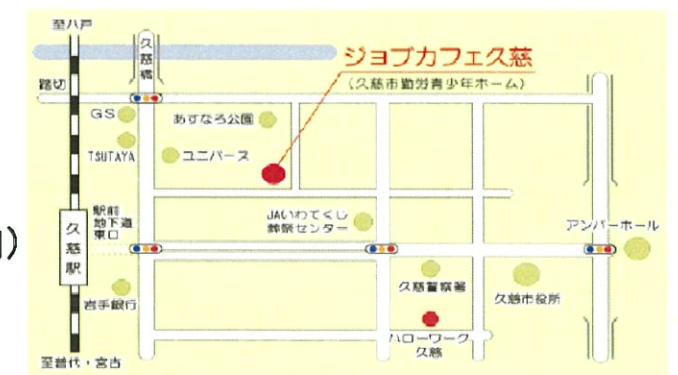 至八戸
久慈橋
ジョブカフェ久慈
(久慈市勤労青少年ホーム)
踏切
GS
あすなろ公園
TSUTAYA
ユニバース
駅前
地下道
東口
JAいわてくじ
葬祭センター
アンバーホール
久慈駅
久慈警察署
久慈市役所
岩手銀行
ハローワーク
久慈
至普代・宮古